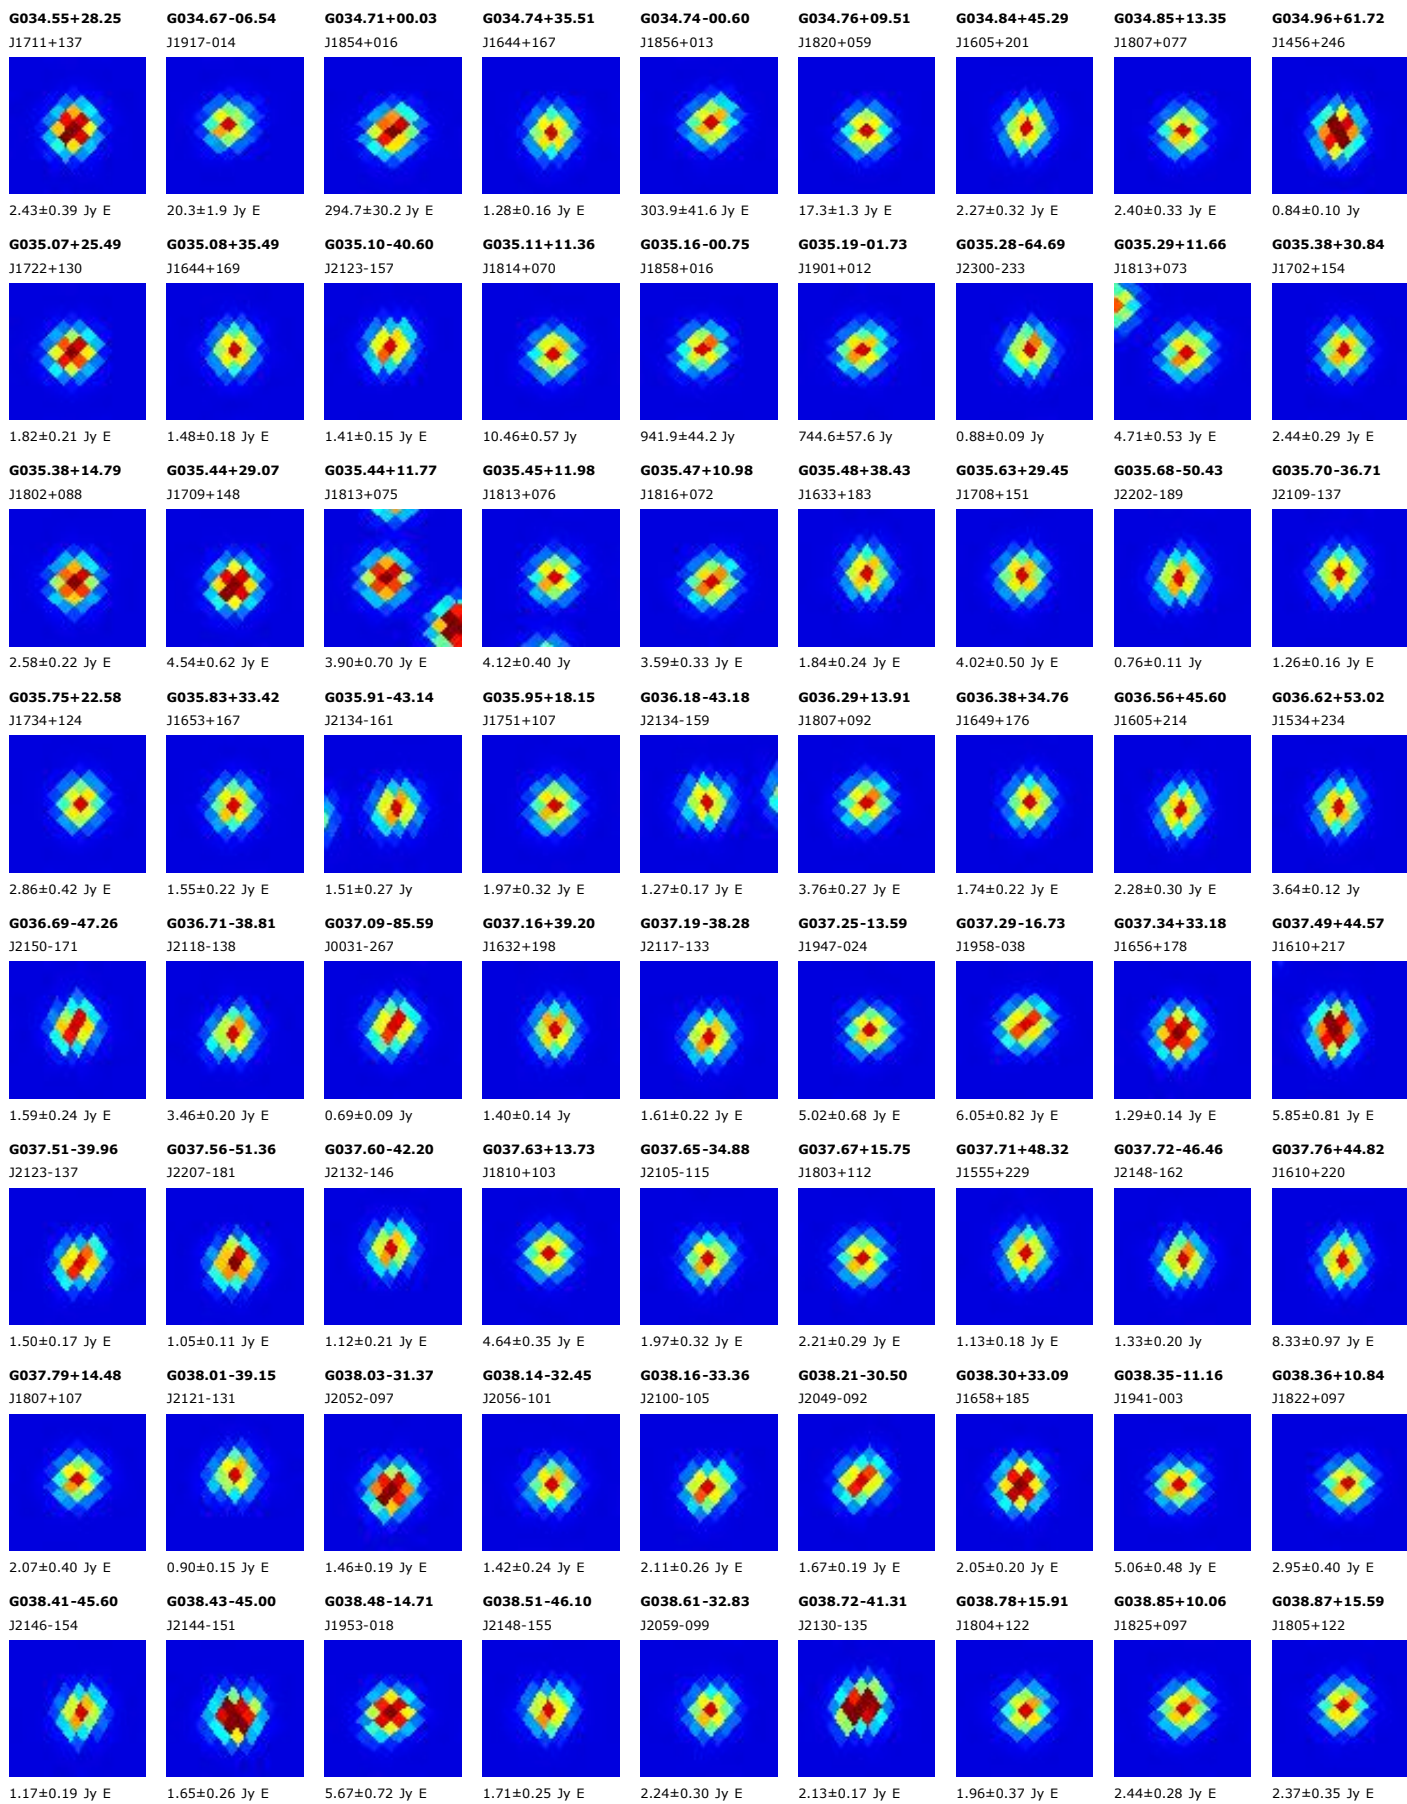 G034.55+28.25 G034.67-06.54 G034.71+00.03 G034.74+35.51 G034.74-00.60 G034.76+09.51 G034.84+45.29 G034.85+13.35 G034.96+61.72
J1711+137 J1917-014 J1854+016 J1644+167 J1856+013 J1820+059 J1605+201 J1807+077 J1456+246
2.43±0.39 Jy E 20.3±1.9 Jy E 294.7±30.2 Jy E 1.28±0.16 Jy E 303.9±41.6 Jy E 17.3±1.3 Jy E 2.27±0.32 Jy E 2.40±0.33 Jy E 0.84±0.10 Jy
G035.07+25.49 G035.08+35.49 G035.10-40.60 G035.11+11.36 G035.16-00.75 G035.19-01.73 G035.28-64.69 G035.29+11.66 G035.38+30.84
J1722+130 J1644+169 J2123-157 J1814+070 J1858+016 J1901+012 J2300-233 J1813+073 J1702+154
1.82±0.21 Jy E 1.48±0.18 Jy E 1.41±0.15 Jy E 10.46±0.57 Jy 941.9±44.2 Jy 744.6±57.6 Jy 0.88±0.09 Jy 4.71±0.53 Jy E 2.44±0.29 Jy E
G035.38+14.79 G035.44+29.07 G035.44+11.77 G035.45+11.98 G035.47+10.98 G035.48+38.43 G035.63+29.45 G035.68-50.43 G035.70-36.71
J1802+088 J1709+148 J1813+075 J1813+076 J1816+072 J1633+183 J1708+151 J2202-189 J2109-137
2.58±0.22 Jy E 4.54±0.62 Jy E 3.90±0.70 Jy E 4.12±0.40 Jy 3.59±0.33 Jy E 1.84±0.24 Jy E 4.02±0.50 Jy E 0.76±0.11 Jy 1.26±0.16 Jy E
G035.75+22.58 G035.83+33.42 G035.91-43.14 G035.95+18.15 G036.18-43.18 G036.29+13.91 G036.38+34.76 G036.56+45.60 G036.62+53.02
J1734+124 J1653+167 J2134-161 J1751+107 J2134-159 J1807+092 J1649+176 J1605+214 J1534+234
2.86±0.42 Jy E 1.55±0.22 Jy E 1.51±0.27 Jy 1.97±0.32 Jy E 1.27±0.17 Jy E 3.76±0.27 Jy E 1.74±0.22 Jy E 2.28±0.30 Jy E 3.64±0.12 Jy
G036.69-47.26 G036.71-38.81 G037.09-85.59 G037.16+39.20 G037.19-38.28 G037.25-13.59 G037.29-16.73 G037.34+33.18 G037.49+44.57
J2150-171 J2118-138 J0031-267 J1632+198 J2117-133 J1947-024 J1958-038 J1656+178 J1610+217
1.59±0.24 Jy E 3.46±0.20 Jy E 0.69±0.09 Jy 1.40±0.14 Jy 1.61±0.22 Jy E 5.02±0.68 Jy E 6.05±0.82 Jy E 1.29±0.14 Jy E 5.85±0.81 Jy E
G037.51-39.96 G037.56-51.36 G037.60-42.20 G037.63+13.73 G037.65-34.88 G037.67+15.75 G037.71+48.32 G037.72-46.46 G037.76+44.82
J2123-137 J2207-181 J2132-146 J1810+103 J2105-115 J1803+112 J1555+229 J2148-162 J1610+220
1.50±0.17 Jy E 1.05±0.11 Jy E 1.12±0.21 Jy E 4.64±0.35 Jy E 1.97±0.32 Jy E 2.21±0.29 Jy E 1.13±0.18 Jy E 1.33±0.20 Jy 8.33±0.97 Jy E
G037.79+14.48 G038.01-39.15 G038.03-31.37 G038.14-32.45 G038.16-33.36 G038.21-30.50 G038.30+33.09 G038.35-11.16 G038.36+10.84
J1807+107 J2121-131 J2052-097 J2056-101 J2100-105 J2049-092 J1658+185 J1941-003 J1822+097
2.07±0.40 Jy E 0.90±0.15 Jy E 1.46±0.19 Jy E 1.42±0.24 Jy E 2.11±0.26 Jy E 1.67±0.19 Jy E 2.05±0.20 Jy E 5.06±0.48 Jy E 2.95±0.40 Jy E
G038.41-45.60 G038.43-45.00 G038.48-14.71 G038.51-46.10 G038.61-32.83 G038.72-41.31 G038.78+15.91 G038.85+10.06 G038.87+15.59
J2146-154 J2144-151 J1953-018 J2148-155 J2059-099 J2130-135 J1804+122 J1825+097 J1805+122
1.17±0.19 Jy E 1.65±0.26 Jy E 5.67±0.72 Jy E 1.71±0.25 Jy E 2.24±0.30 Jy E 2.13±0.17 Jy E 1.96±0.37 Jy E 2.44±0.28 Jy E 2.37±0.35 Jy E